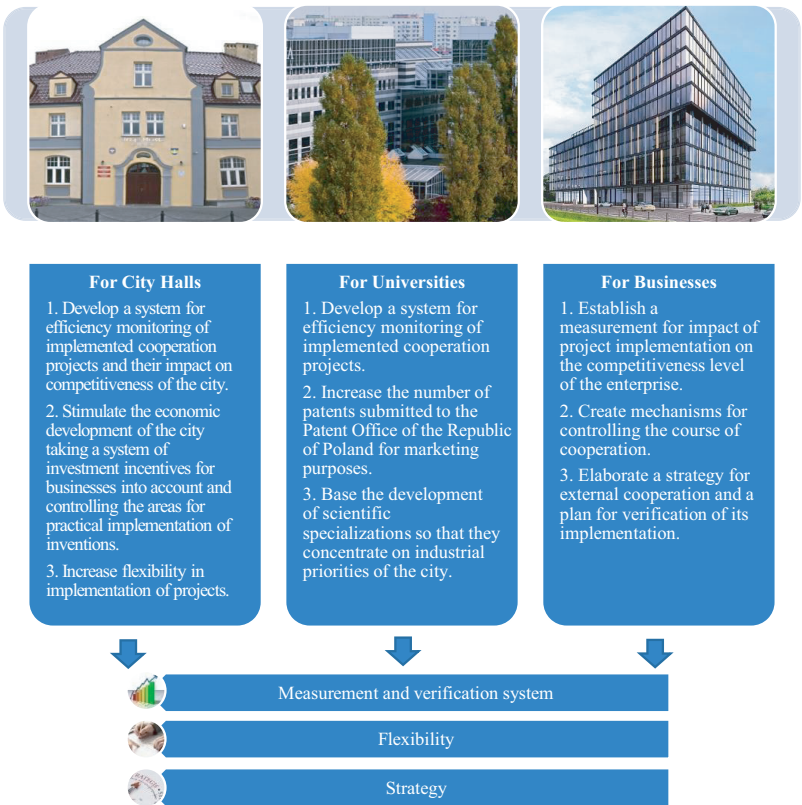 For City Halls
1. Develop a system for
efficiency monitoring of
implemented cooperation
projects and their impact on
competitiveness of the city.
2. Stimulate the economic
development of the city
taking a system of
investment incentives for
businesses into account and
controlling the areas for
practical implementation of
inventions.
3. Increase flexibility in
implementation of projects.
For Universities
1. Develop a system for
efficiency monitoring of
implemented cooperation
projects.
2. Increase the number of
patents submitted to the
Patent Office of the Republic
of Poland for marketing
purposes.
3. Base the development
of scientific
specializations so that they
concentrate on industrial
priorities of the city.
For Businesses
1. Establish a
measurement for impact of
project implementation on
the competitiveness level
of the enterprise.
2. Create mechanisms for
controlling the course of
cooperation.
3. Elaborate a strategy for
external cooperation and a
plan for verification of its
implementation.
Measurement and verification system
Flexibility
Strategy